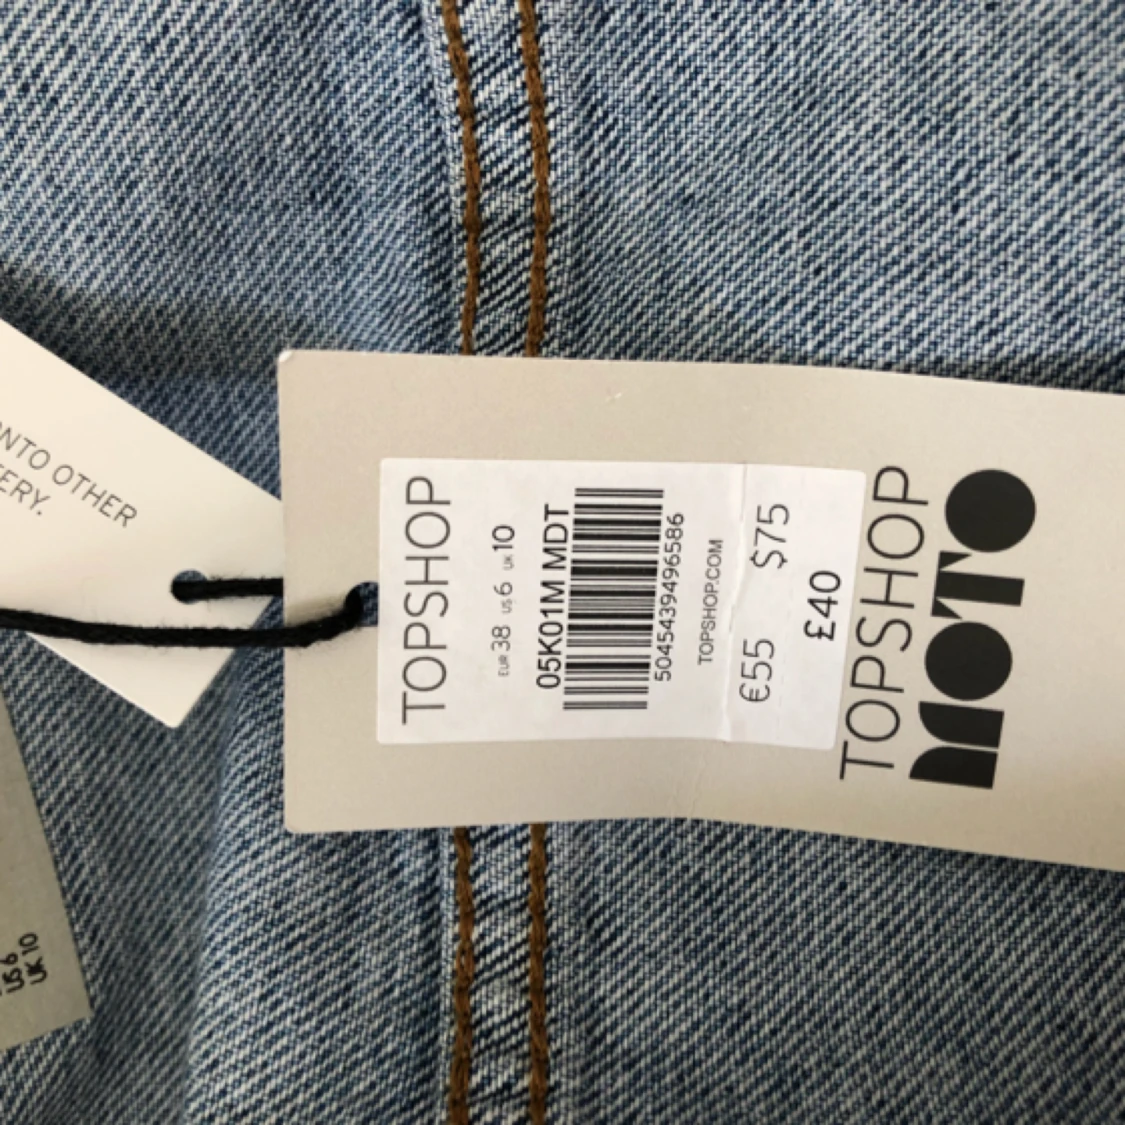 ONTO OTHER
ERY.
TOPSHOP
EUR 38 US 6 UK 10
05K01M MDT
5045439496586
TOPSHOP.COM
€55 $75
£40
TOPSHOP
MOTO
US 6
UK 10